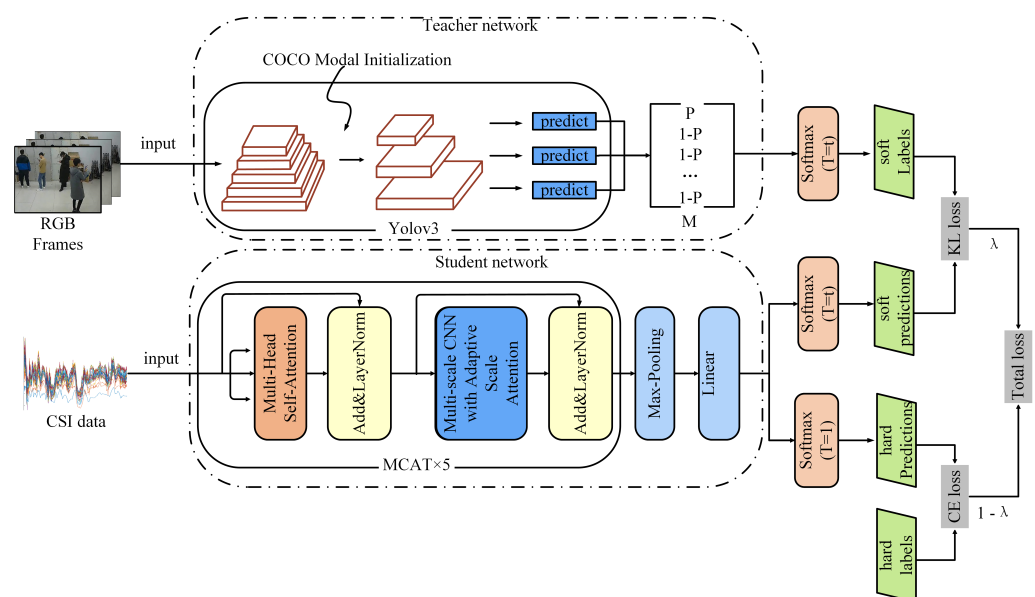 Teacher network
COCO Modal Initialization
input
predict
predict
predict
Yolov3
RGB
Frames
P
1-P
1-P
...
1-P
M
Softmax
(T=t)
soft
Labels
KL loss
λ
Student network
input
CSI data
Multi-Head
Self-Attention
Add&LayerNorm
Multi-scale CNN
with Adaptive
Scale
Attention
Add&LayerNorm
MCAT×5
Max-Pooling
Linear
Softmax
(T=t)
soft
predictions
Softmax
(T=1)
hard
Predictions
hard
labels
CE loss
1 - λ
Total loss